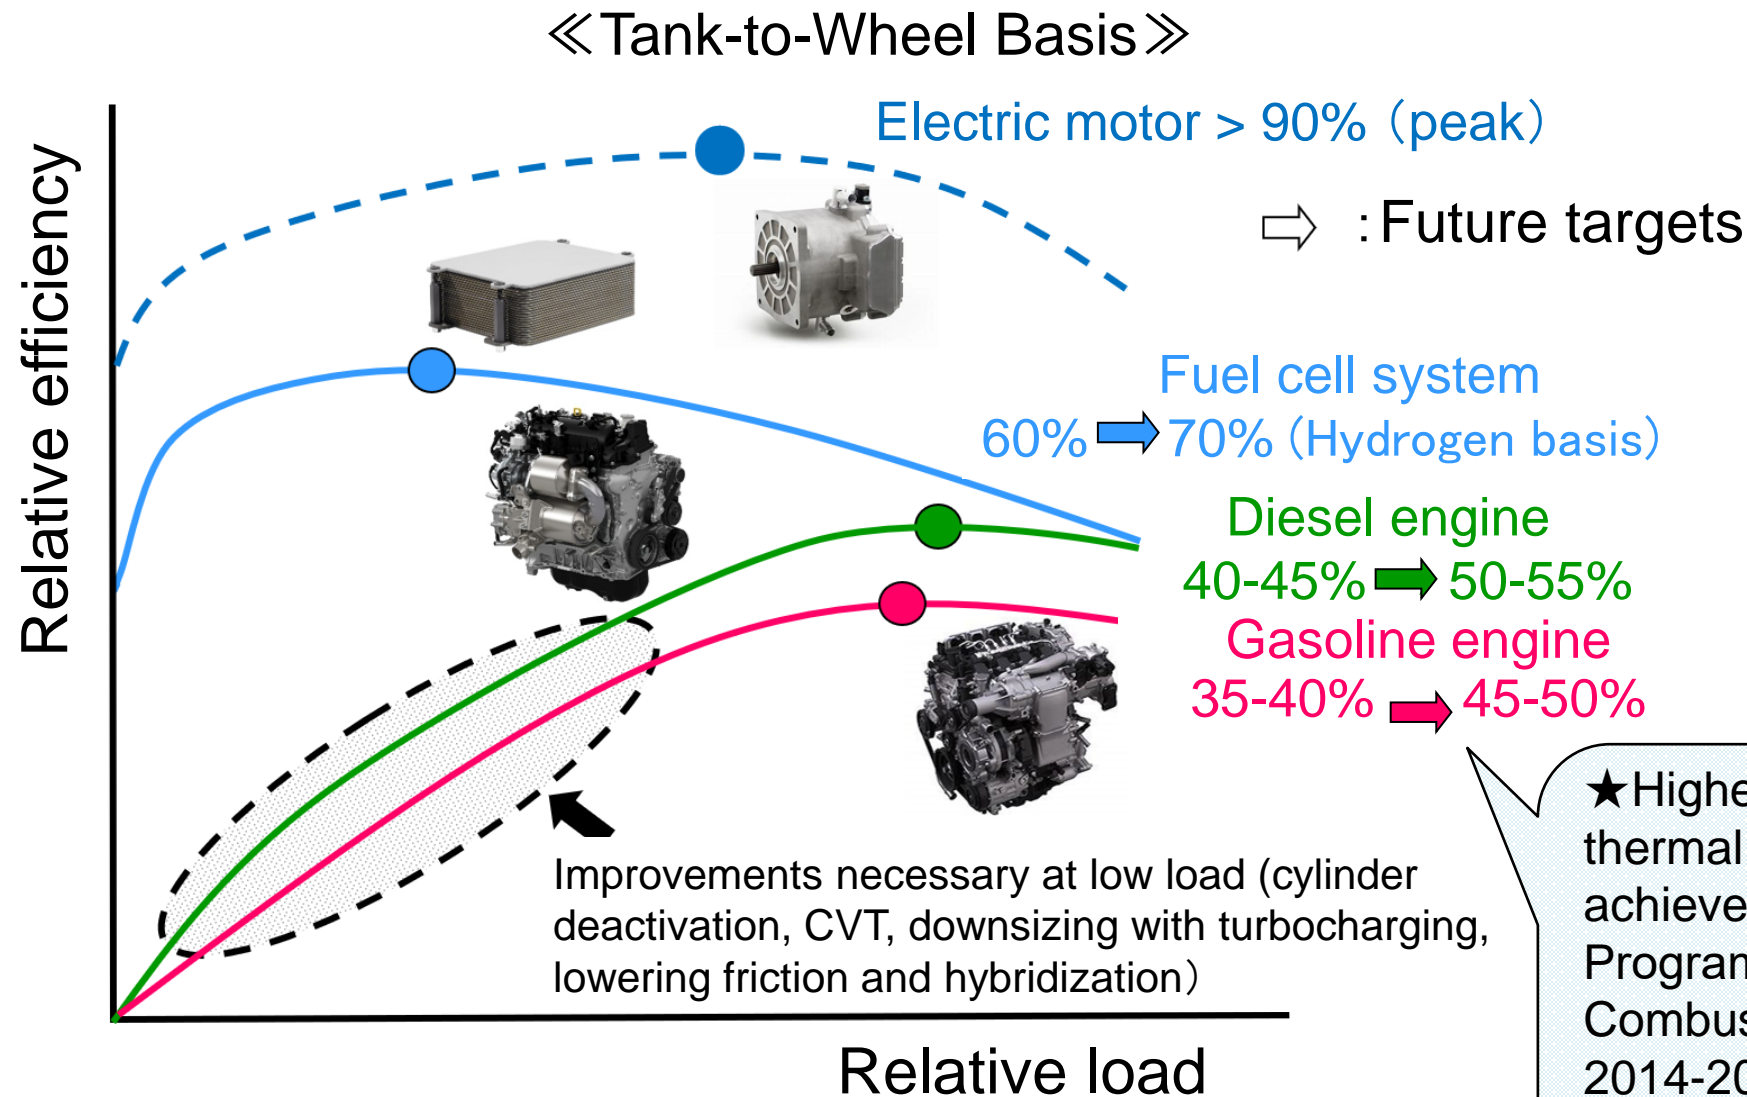 ≪Tank-to-Wheel Basis≫
Electric motor > 90%（peak）
：Future targets
Relative efficiency
Fuel cell system
60% 70%（Hydrogen basis）
Diesel engine
40-45% 50-55%
Gasoline engine
35-40% 45-50%
Improvements necessary at low load (cylinder
deactivation, CVT, downsizing with turbocharging,
lowering friction and hybridization）
★
thermal
Relative load